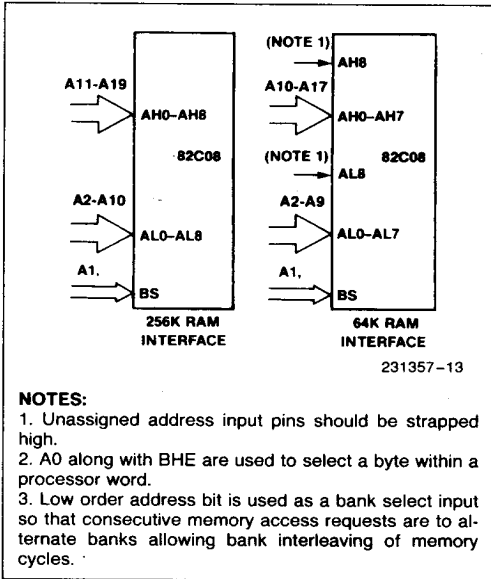 (NOTE 1)
AH8
A11-A19
A10-A17
AH0–AH8
AH0–AH7
82C08
(NOTE 1)
82C08
AL8
A2-A10
A2-A9
AL0–AL8
AL0–AL7
A1,
A1,
BS
BS
256K RAM
INTERFACE
64K RAM
INTERFACE
231357–13
NOTES:
1. Unassigned address input pins should be strapped
high.
2. A0 along with BHE are used to select a byte within a
processor word.
3. Low order address bit is used as a bank select input
so that consecutive memory access requests are to al-
ternate banks allowing bank interleaving of memory
cycles.